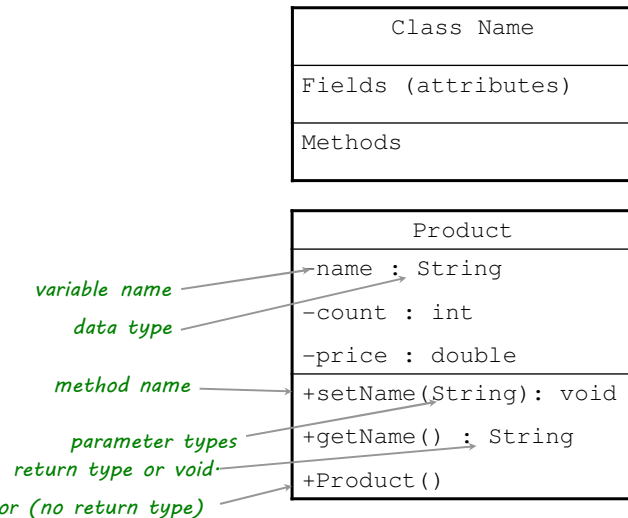 Class Name
Fields (attributes)
Methods
Product
-name : String
variable name
data type
-count : int
-price : double
method name
+setName(String): void
parameter types
+getName() : String
return type or void
+Product()
or (no return type)